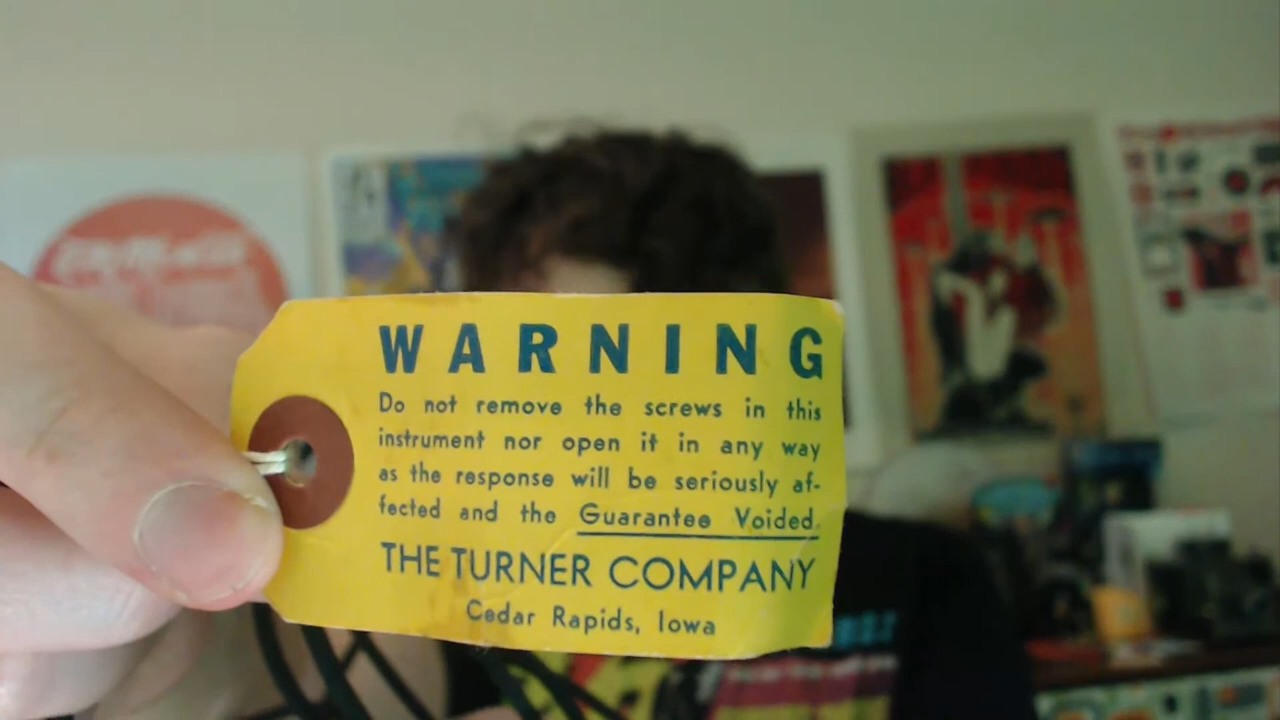 WARNING
Do not remove the screws in this
instrument nor open it in any way
as the response will be seriously af-
fected and the Guarantee Voided.
THE TURNER COMPANY
Cedar Rapids, Iowa